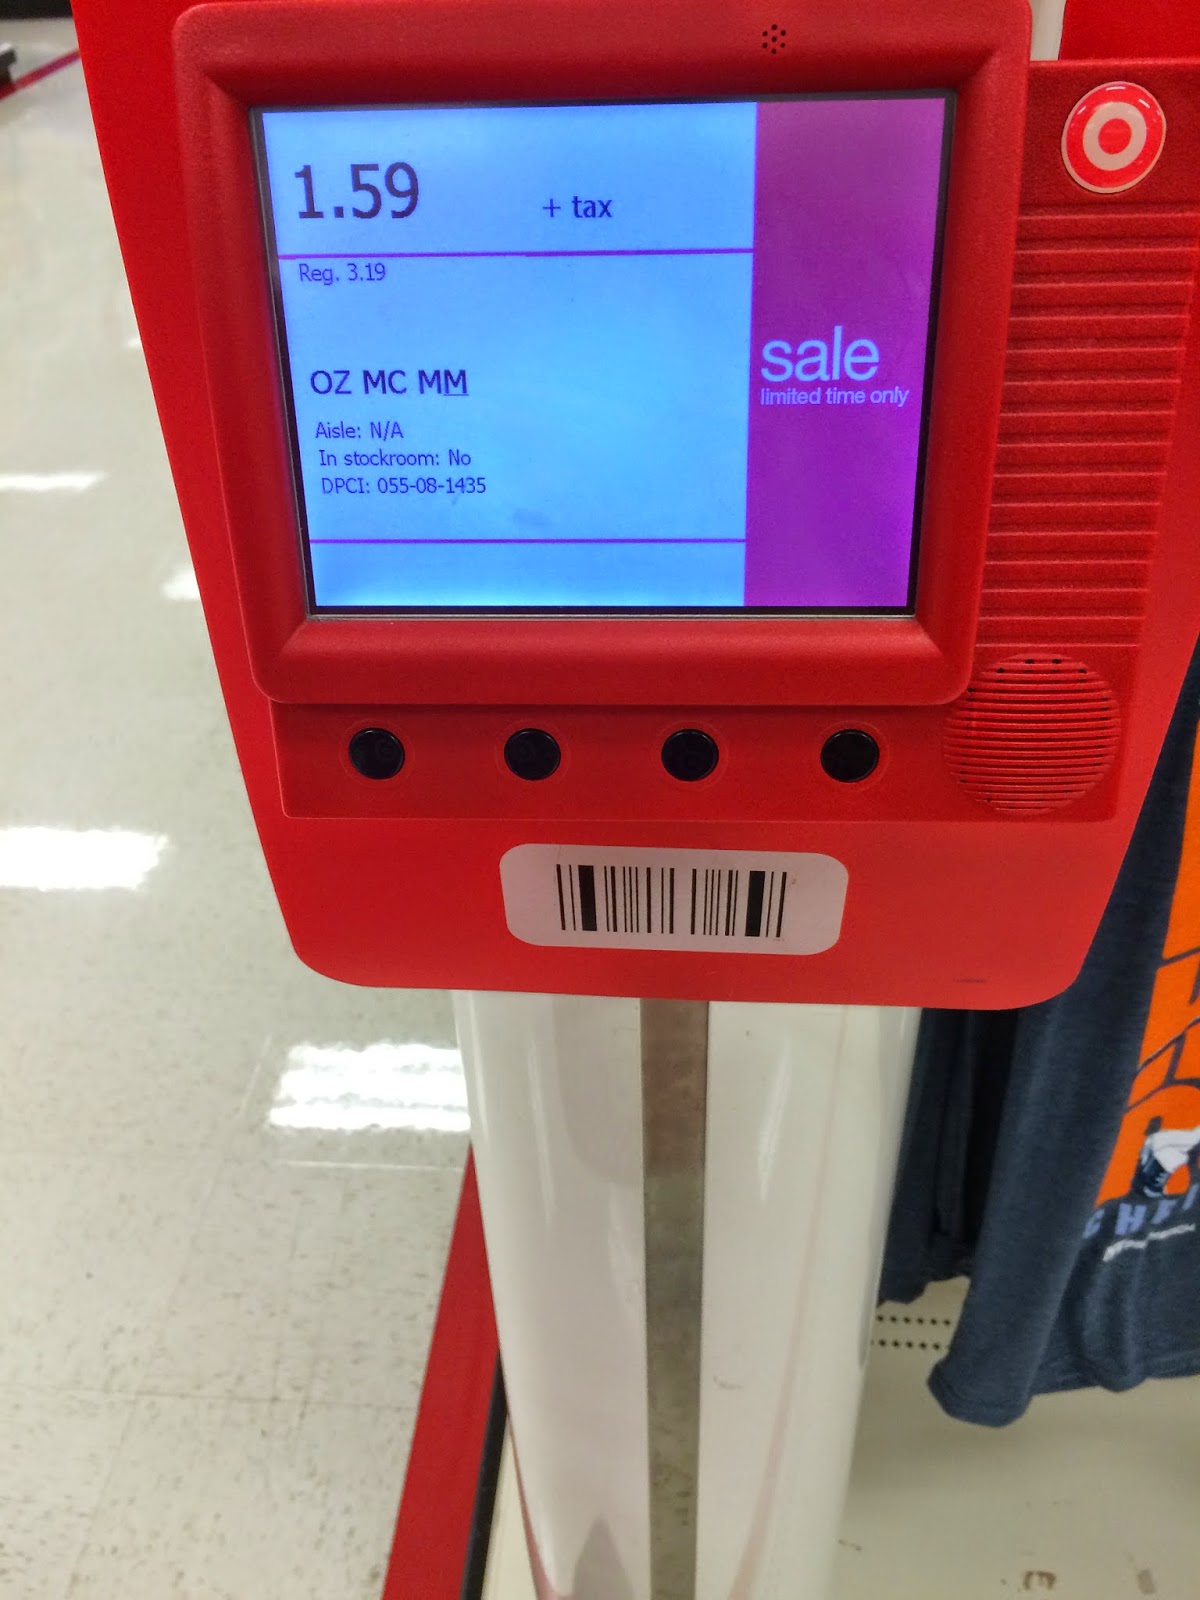 1.59 + tax
Reg. 3.19
OZ MC MM
Aisle: N/A
In stockroom: No
DPCI: 055-08-1435
sale
limited time only